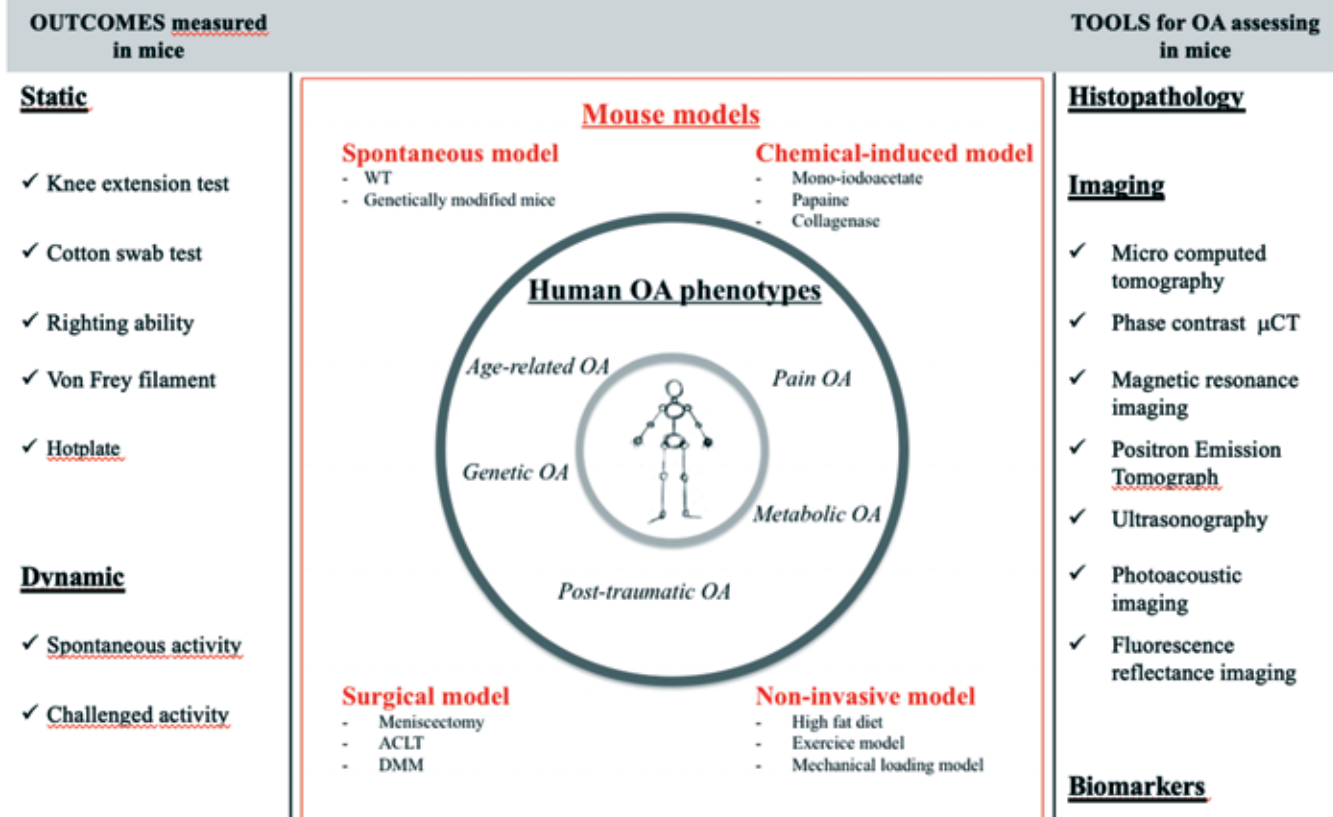 OUTCOMES measured
in mice
Static
✓ Knee extension test
✓ Cotton swab test
✓ Righting ability
✓ Von Frey filament
✓ Hotplate
Dynamic
✓ Spontaneous activity
✓ Challenged activity
Mouse models
Spontaneous model
- WT
- Genetically modified mice
Chemical-induced model
- Mono-iodoacetate
- Papaine
- Collagenase
Human OA phenotypes
Age-related OA
Pain OA
Genetic OA
Metabolic OA
Post-traumatic OA
Surgical model
- Meniscectomy
- ACLT
- DMM
Non-invasive model
- High fat diet
- Exercice model
- Mechanical loading model
TOOLS for OA assessing
in mice
Histopathology
Imaging
✓ Micro computed
tomography
✓ Phase contrast µCT
✓ Magnetic resonance
imaging
✓ Positron Emission
Tomograph
✓ Ultrasonography
✓ Photoacoustic
imaging
✓ Fluorescence
reflectance imaging
Biomarkers